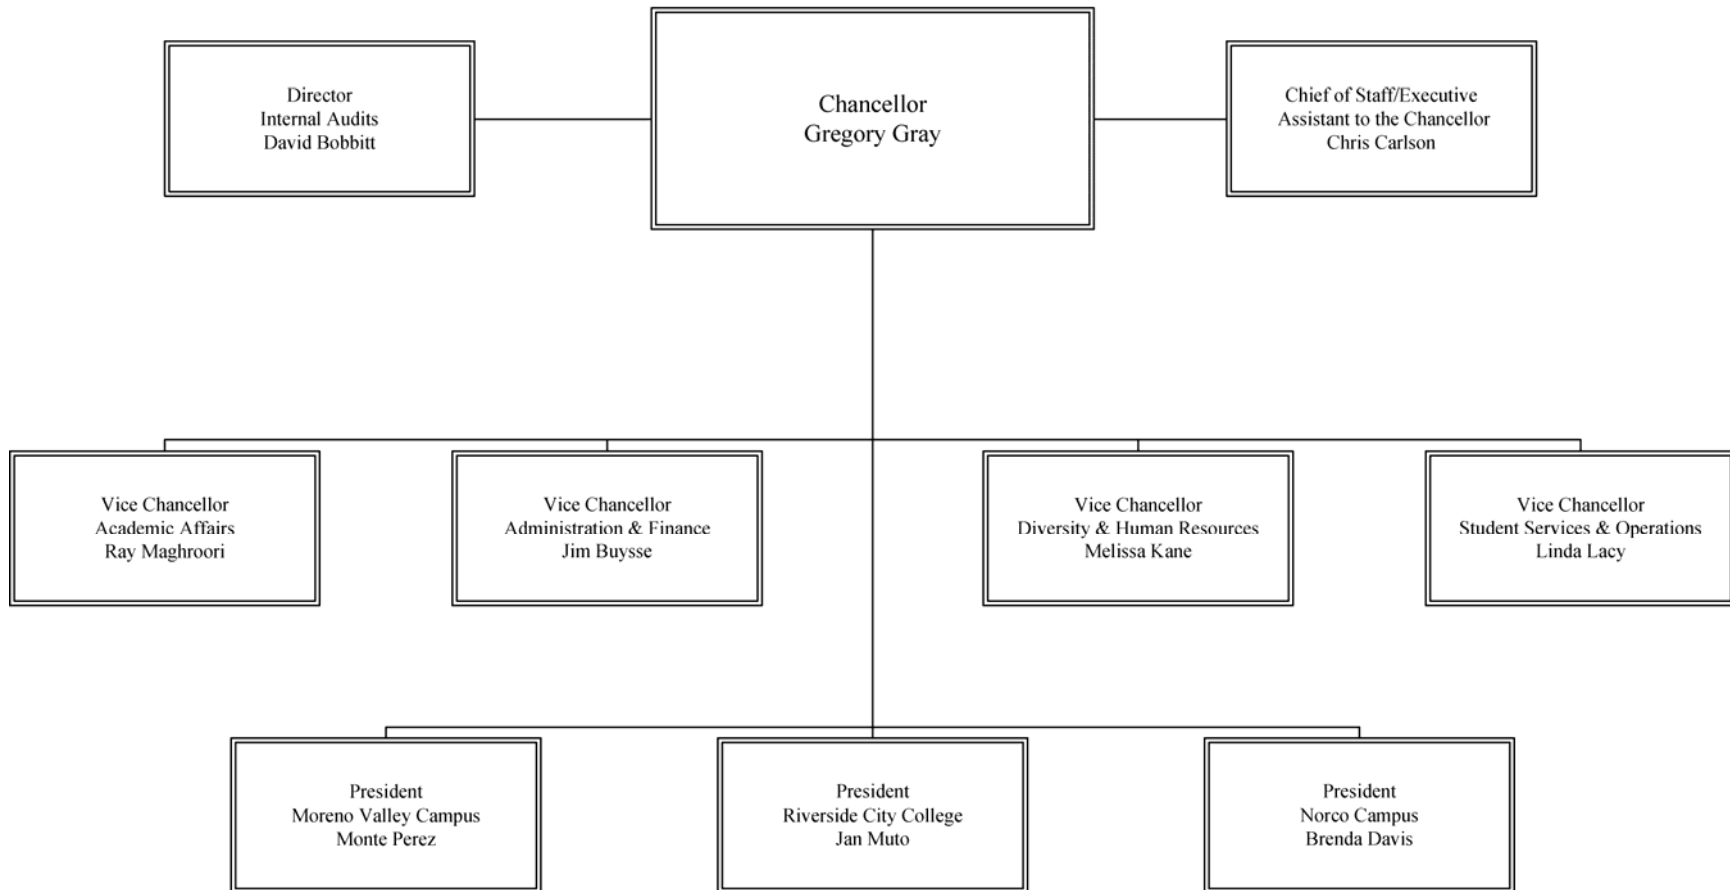 Director
Internal Audits
David Bobbitt
Chancellor
Gregory Gray
Chief of Staff/Executive
Assistant to the Chancellor
Chris Carlson
Vice Chancellor
Academic Affairs
Ray Maghroori
Vice Chancellor
Administration & Finance
Jim Buysse
Vice Chancellor
Diversity & Human Resources
Melissa Kane
Vice Chancellor
Student Services & Operations
Linda Lacy
President
Moreno Valley Campus
Monte Perez
President
Riverside City College
Jan Muto
President
Norco Campus
Brenda Davis